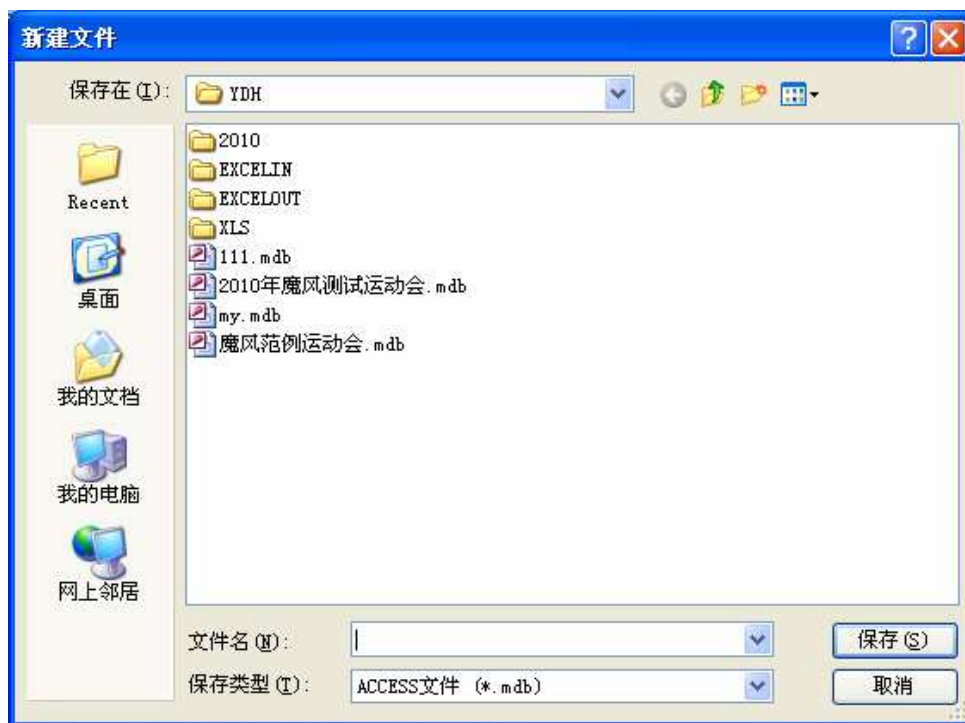 新建文件
保存在(I):
YDH
Recent
桌面
我的文档
我的电脑
网上邻居
2010
EXCELIN
EXCELOUT
XLS
111.mdb
2010年魔风测试运动会.mdb
my.mdb
魔风范例运动会.mdb
文件名(N):
保存(S)
保存类型(T):
ACCESS文件 (*.mdb)
取消